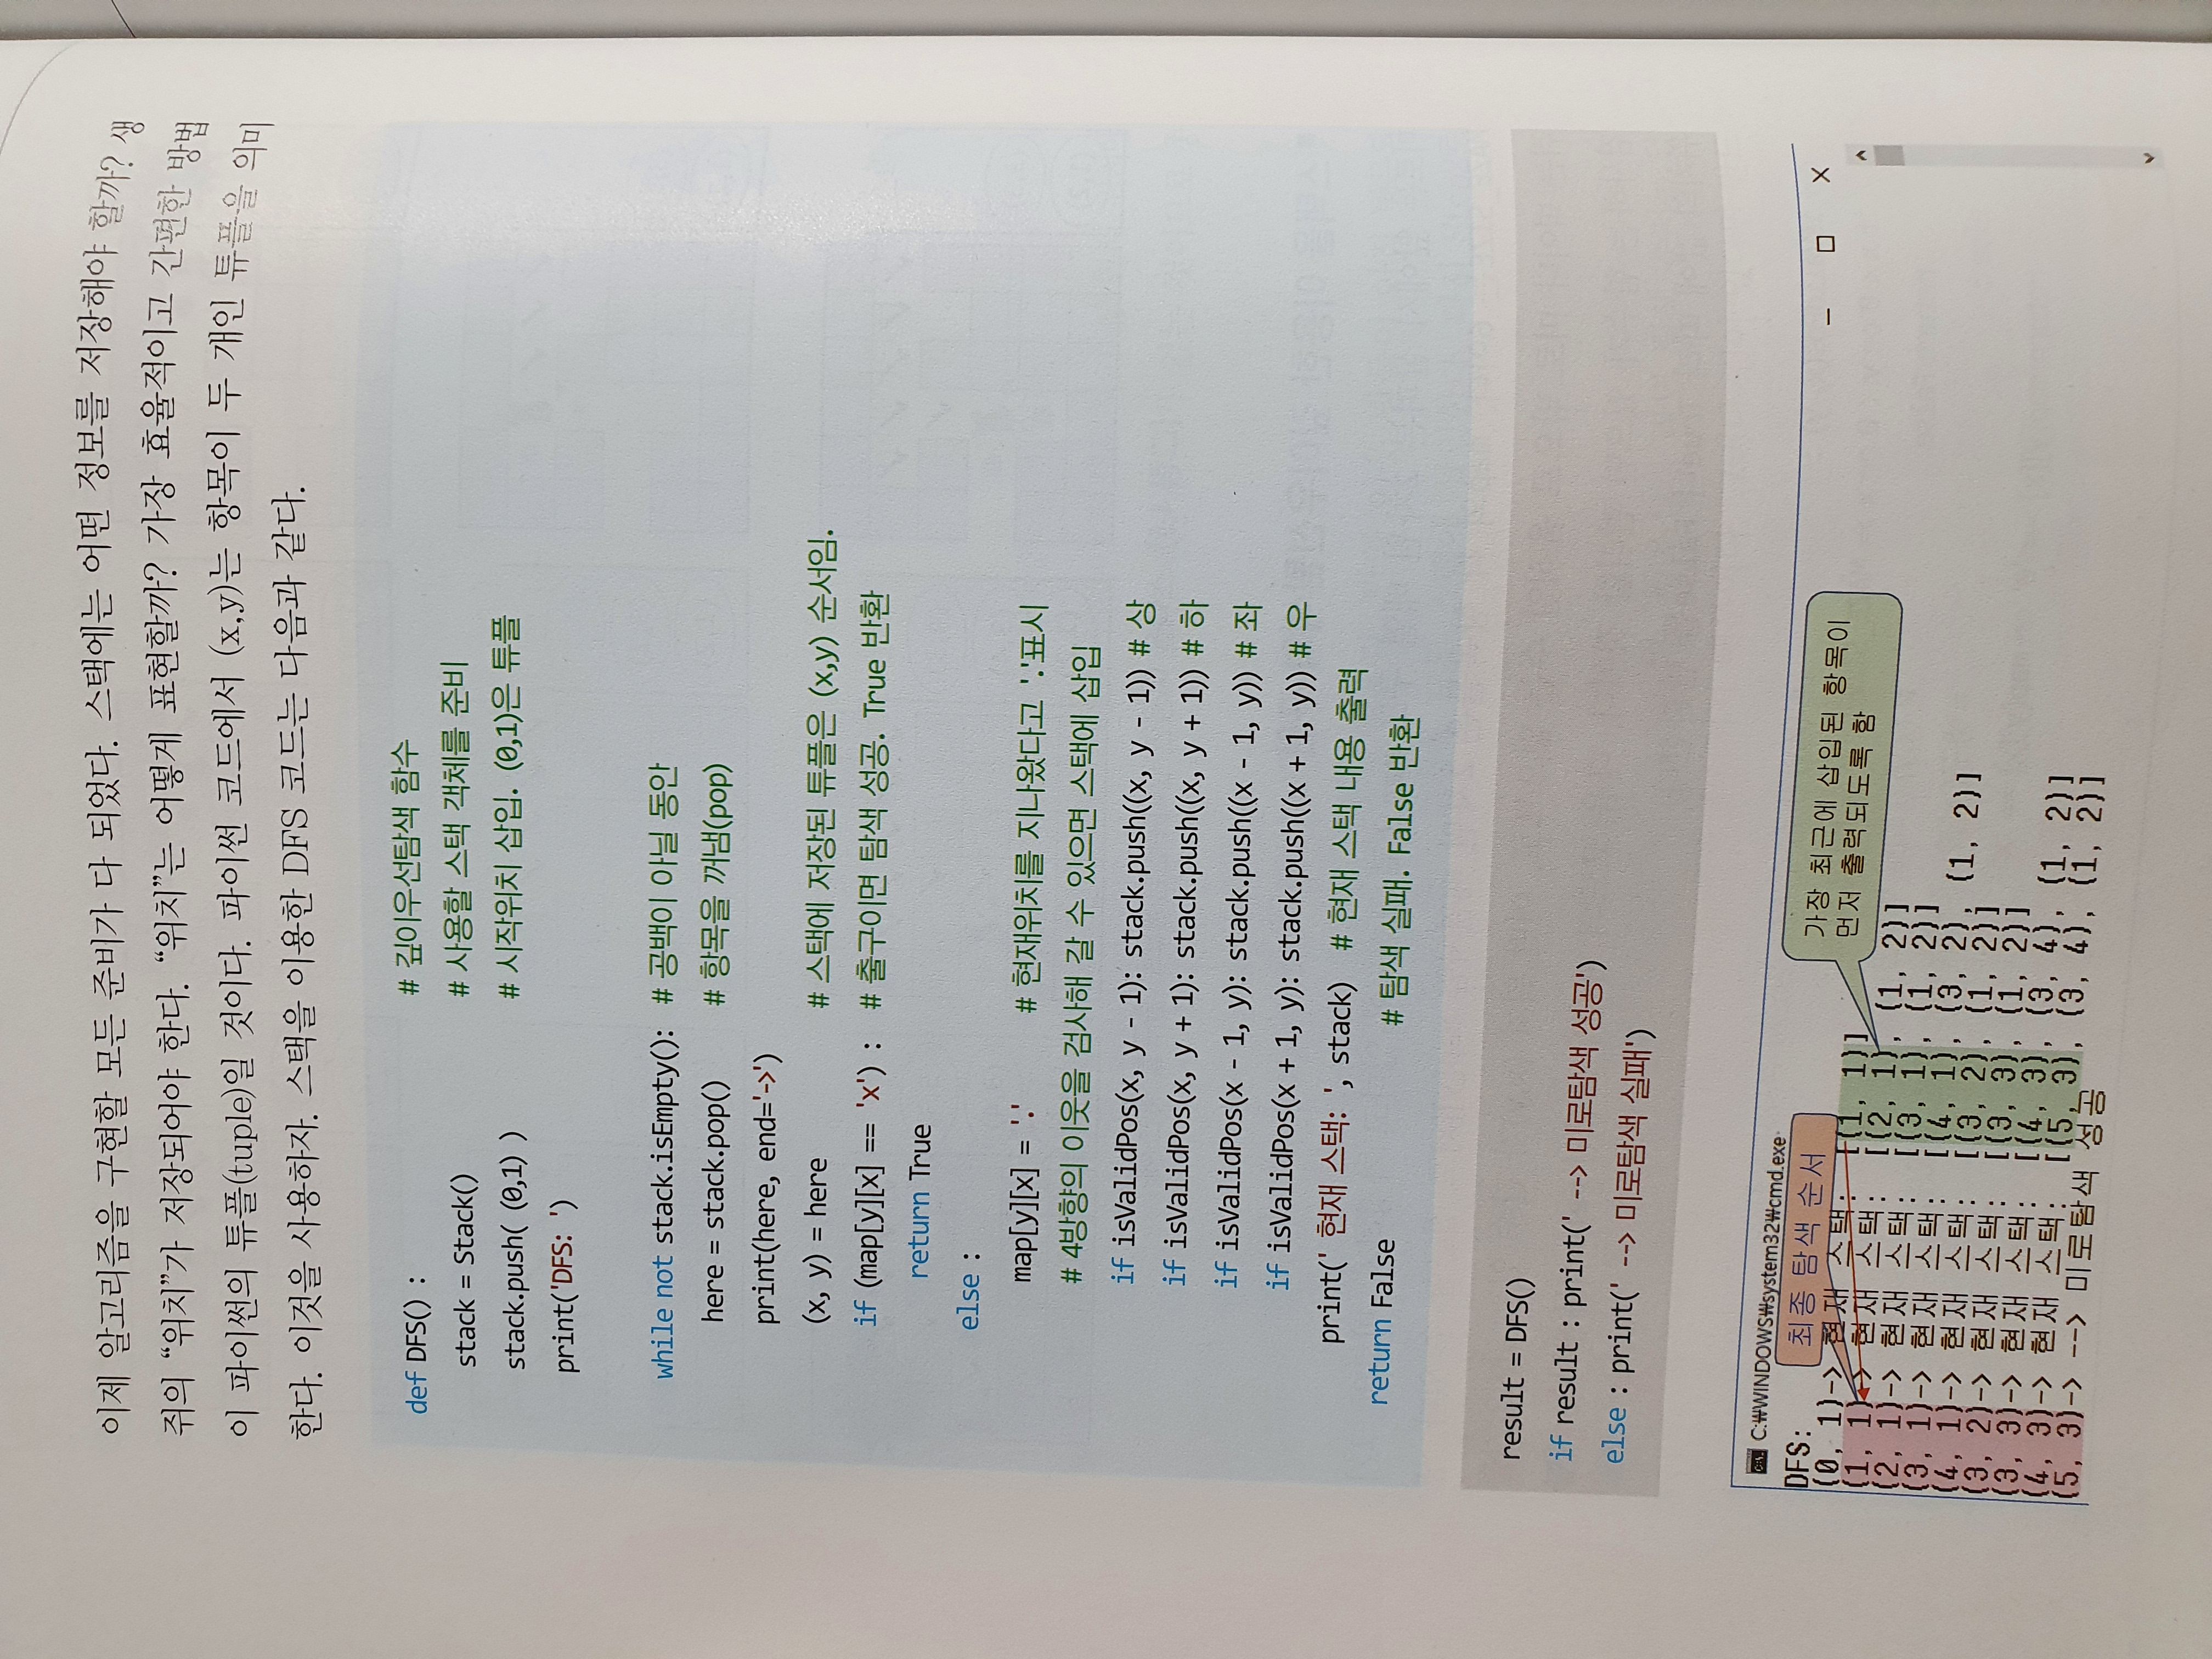 이제 알고리즘을 구현할 모든 준비가 다 되었다. 스택에는 어떤 정보를 저장해야 할까? 생
쥐의 “위치”가 저장되어야 한다. “위치”는 어떻게 표현할까? 가장 효율적이고 간편한 방법
이 파이썬의 튜플(tuple)일 것이다. 파이썬 코드에서 (x,y)는 항목이 두 개인 튜플을 의미
한다. 이것을 사용하자. 스택을 이용한 DFS 코드는 다음과 같다.
def DFS() : # 깊이우선탐색 함수
stack = Stack() # 사용할 스택 객체를 준비
stack.push( (0,1) ) # 시작위치 삽입. (0,1)은 튜플
print('DFS: ')
while not stack.isEmpty(): # 공백이 아닐 동안
here = stack.pop() # 항목을 꺼냄(pop)
print(here, end='->')
(x, y) = here # 스택에 저장된 튜플은 (x,y) 순서임.
if (map[y][x] == 'x') : # 출구이면 탐색 성공. True 반환
return True
else :
map[y][x] = '.' # 현재위치를 지나왔다고 '.'표시
# 4방향의 이웃을 검사해 갈 수 있으면 스택에 삽입
if isValidPos(x, y - 1): stack.push((x, y - 1)) # 상
if isValidPos(x, y + 1): stack.push((x, y + 1)) # 하
if isValidPos(x - 1, y): stack.push((x - 1, y)) # 좌
if isValidPos(x + 1, y): stack.push((x + 1, y)) # 우
print(' 현재 스택: ', stack) # 현재 스택 내용 출력
return False # 탐색 실패. False 반환
result = DFS()
if result : print(' --> 미로탐색 성공')
else : print(' --> 미로탐색 실패')
C:₩WINDOWS₩system32₩cmd.exe
DFS:
최종 탐색 순서
가장 최근에 삽입된 항목이
먼저 출력되도록 함
(0, 1)-> 현재 스택: [(1, 1)]
(1, 1)-> 현재 스택: [(2, 1), (1, 2)]
(2, 1)-> 현재 스택: [(3, 1), (1, 2)]
(3, 1)-> 현재 스택: [(4, 1), (3, 2), (1, 2)]
(4, 1)-> 현재 스택: [(3, 2), (1, 2)]
(3, 2)-> 현재 스택: [(3, 3), (1, 2)]
(3, 3)-> 현재 스택: [(4, 3), (3, 4), (1, 2)]
(4, 3)-> 현재 스택: [(5, 3), (3, 4), (1, 2)]
(5, 3)-> --> 미로탐색 성공